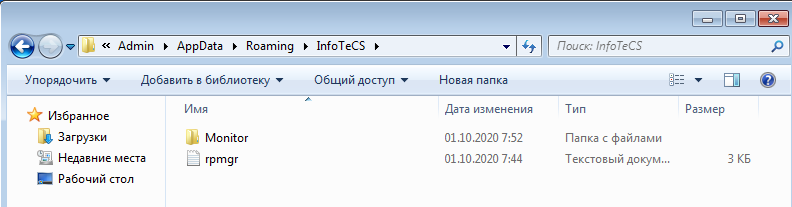 « Admin ▸ AppData ▸ Roaming ▸ InfoTeCS ▸
Поиск: InfoTeCS
Упорядочить ▾ Добавить в библиотеку ▾ Общий доступ ▾ Новая папка
Избранное
Загрузки
Недавние места
Рабочий стол
Имя Дата изменения Тип Размер
Monitor 01.10.2020 7:52 Папка с файлами
rpmgr 01.10.2020 7:44 Текстовый докум... 3 КБ